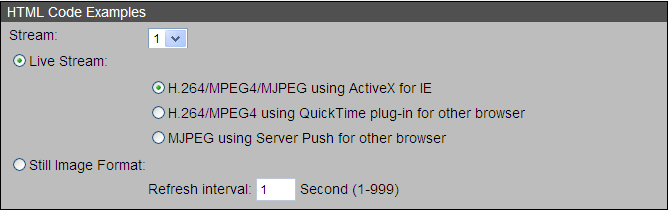 HTML Code Examples
Stream: 1
Live Stream:
H.264/MPEG4/MJPEG using ActiveX for IE
H.264/MPEG4 using QuickTime plug-in for other browser
MJPEG using Server Push for other browser
Still Image Format:
Refresh interval: 1 Second (1-999)